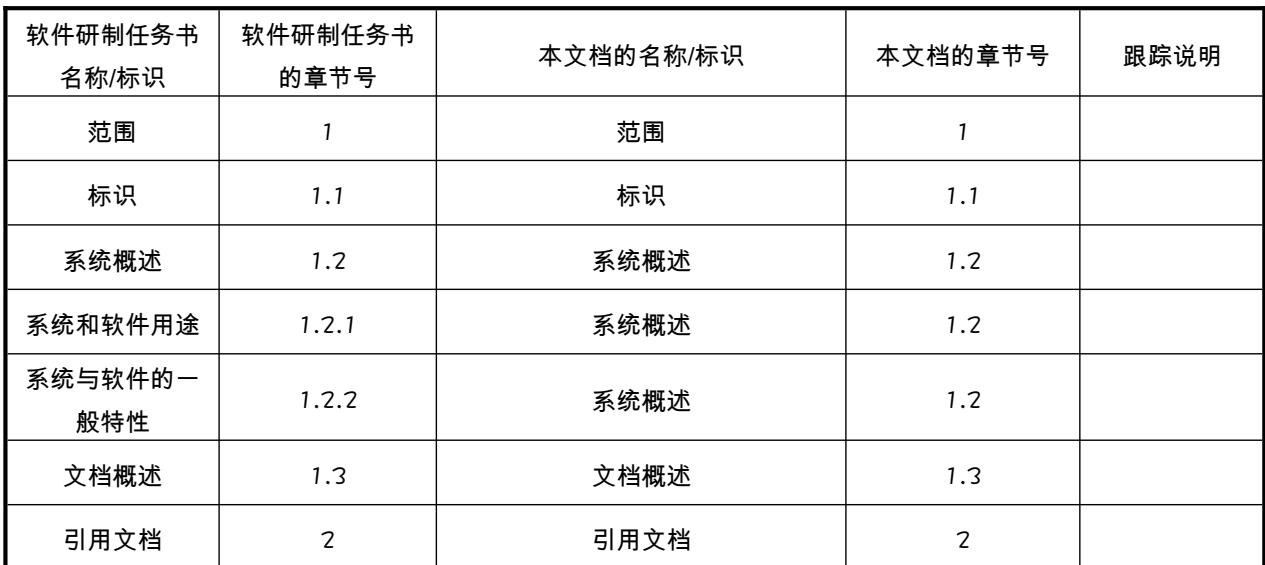 软件研制任务书名称/标识 软件研制任务书的章节号 本文档的名称/标识 本文档的章节号 跟踪说明
范围 1 范围 1
标识 1.1 标识 1.1
系统概述 1.2 系统概述 1.2
系统和软件用途 1.2.1 系统概述 1.2
系统与软件的一般特性 1.2.2 系统概述 1.2
文档概述 1.3 文档概述 1.3
引用文档 2 引用文档 2